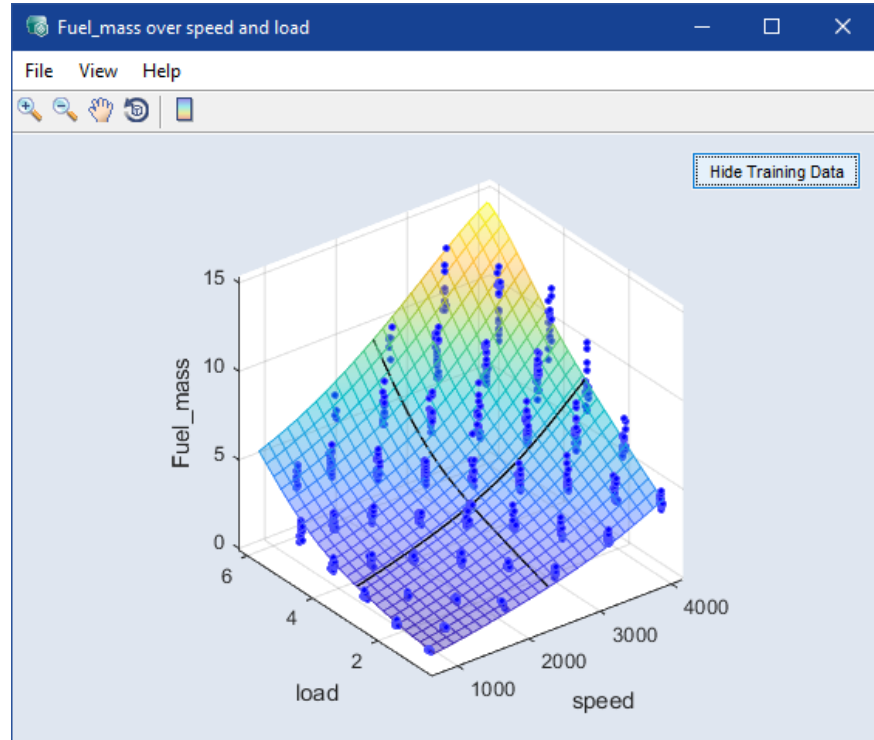 Fuel_mass over speed and load
File View Help
Hide Training Data
15
10
5
0
Fuel_mass
6
4
2
load
1000
2000
3000
4000
speed